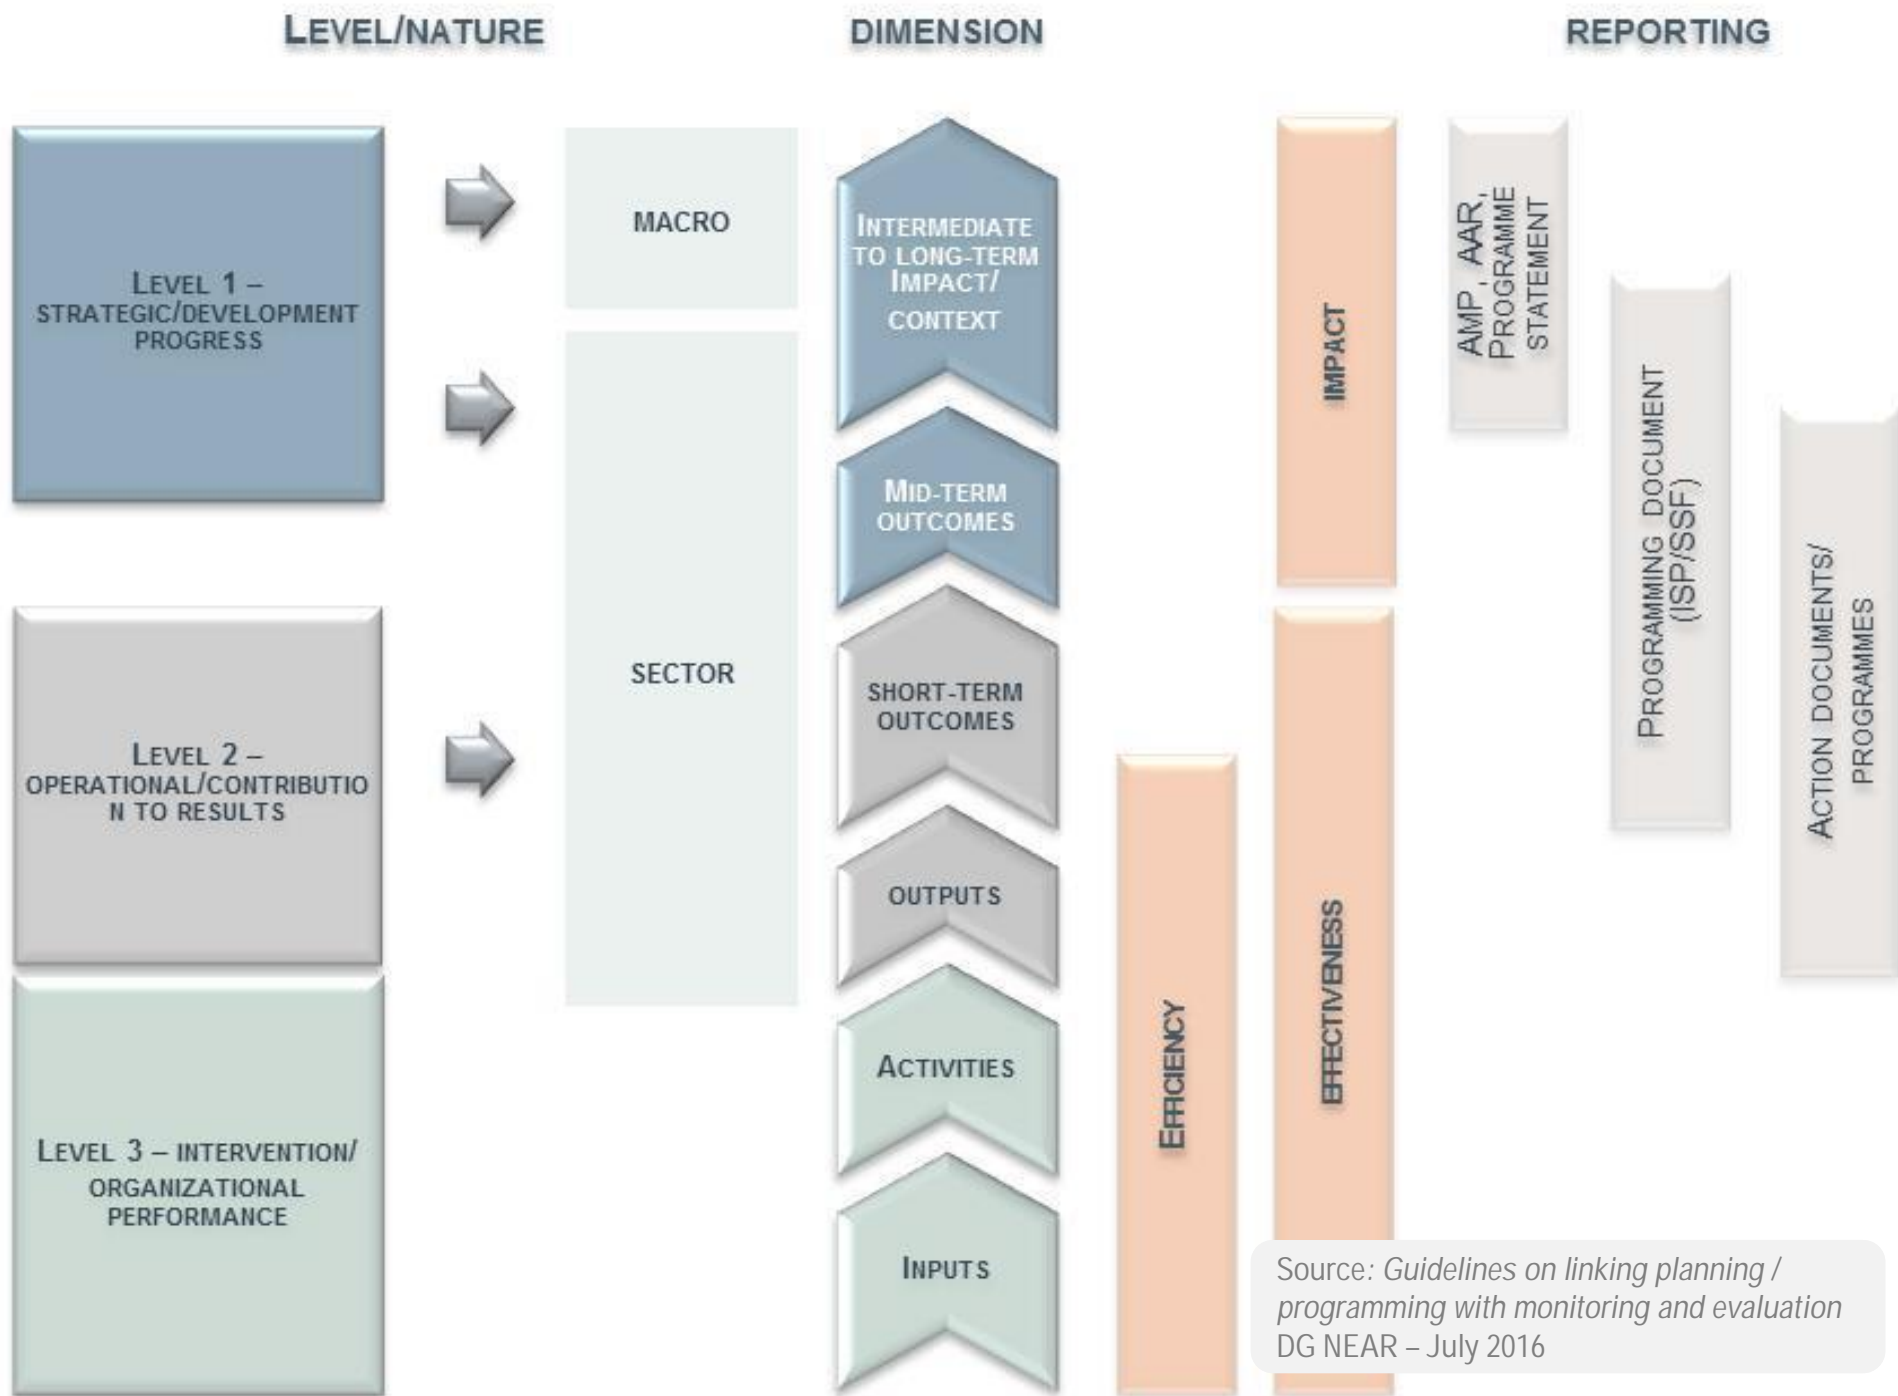 LEVEL/NATURE
DIMENSION
REPORTING
LEVEL 1 –
STRATEGIC/DEVELOPMENT
PROGRESS
LEVEL 2 –
OPERATIONAL/CONTRIBUTIO
N TO RESULTS
LEVEL 3 – INTERVENTION/
ORGANIZATIONAL
PERFORMANCE
MACRO
SECTOR
INTERMEDIATE
TO LONG-TERM
IMPACT/
CONTEXT
MID-TERM
OUTCOMES
SHORT-TERM
OUTCOMES
OUTPUTS
ACTIVITIES
INPUTS
EFFICIENCY
IMPACT
EFFECTIVENESS
AMP, AAR,
PROGRAMME
STATEMENT
PROGRAMMING DOCUMENT
(ISP/SSF)
ACTION DOCUMENTS/
PROGRAMMES
Source: Guidelines on linking planning /
programming with monitoring and evaluation
DG NEAR – July 2016